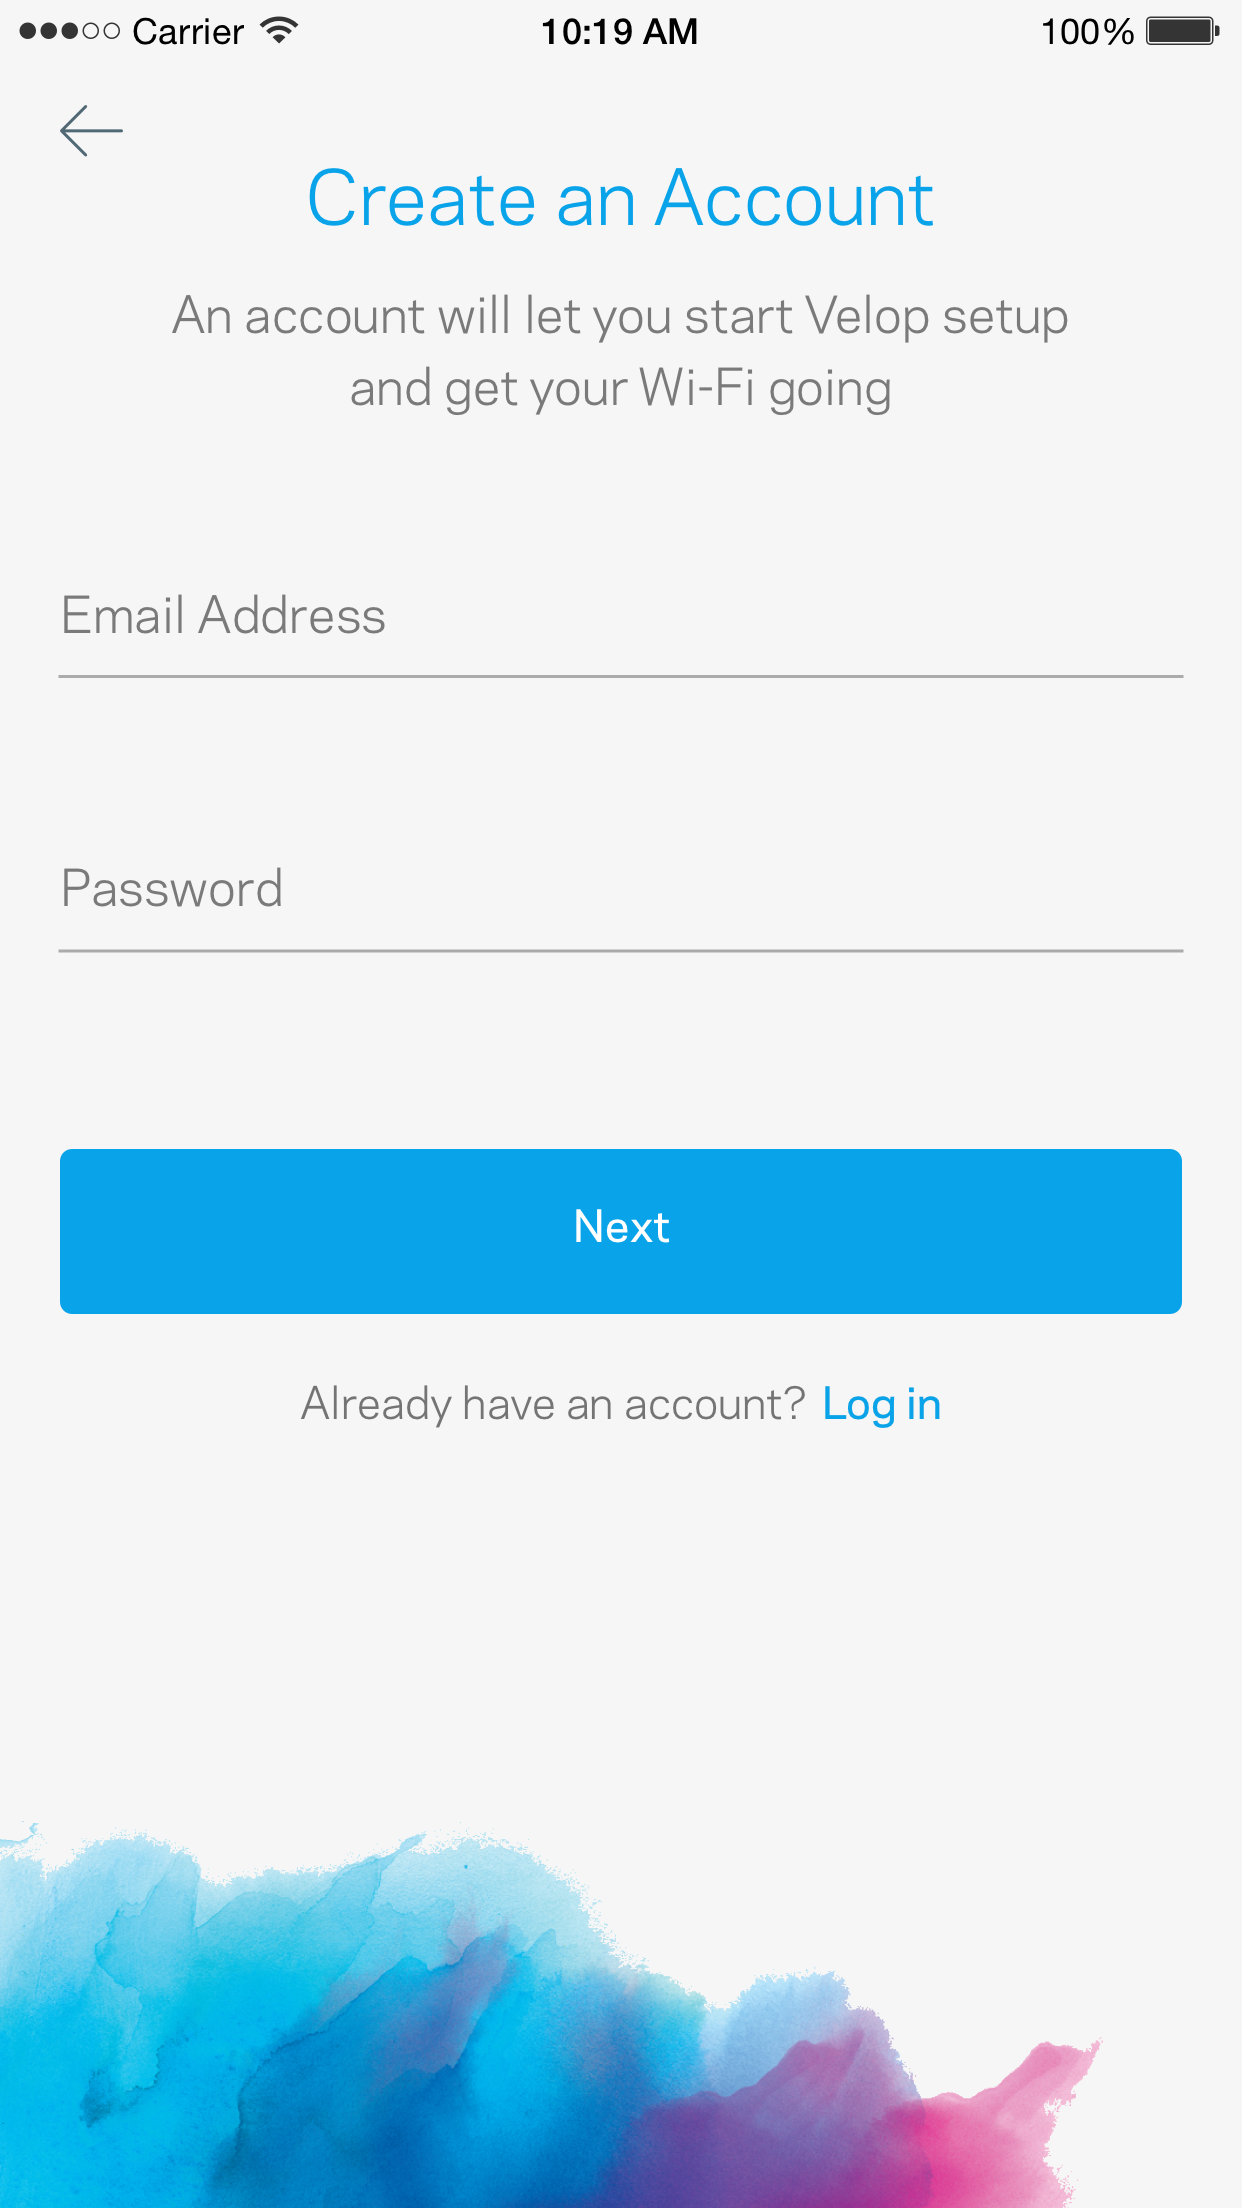 Carrier 10:19 AM 100%
Create an Account
An account will let you start Velop setup
and get your Wi-Fi going
Email Address
Password
Next
Already have an account? Log in